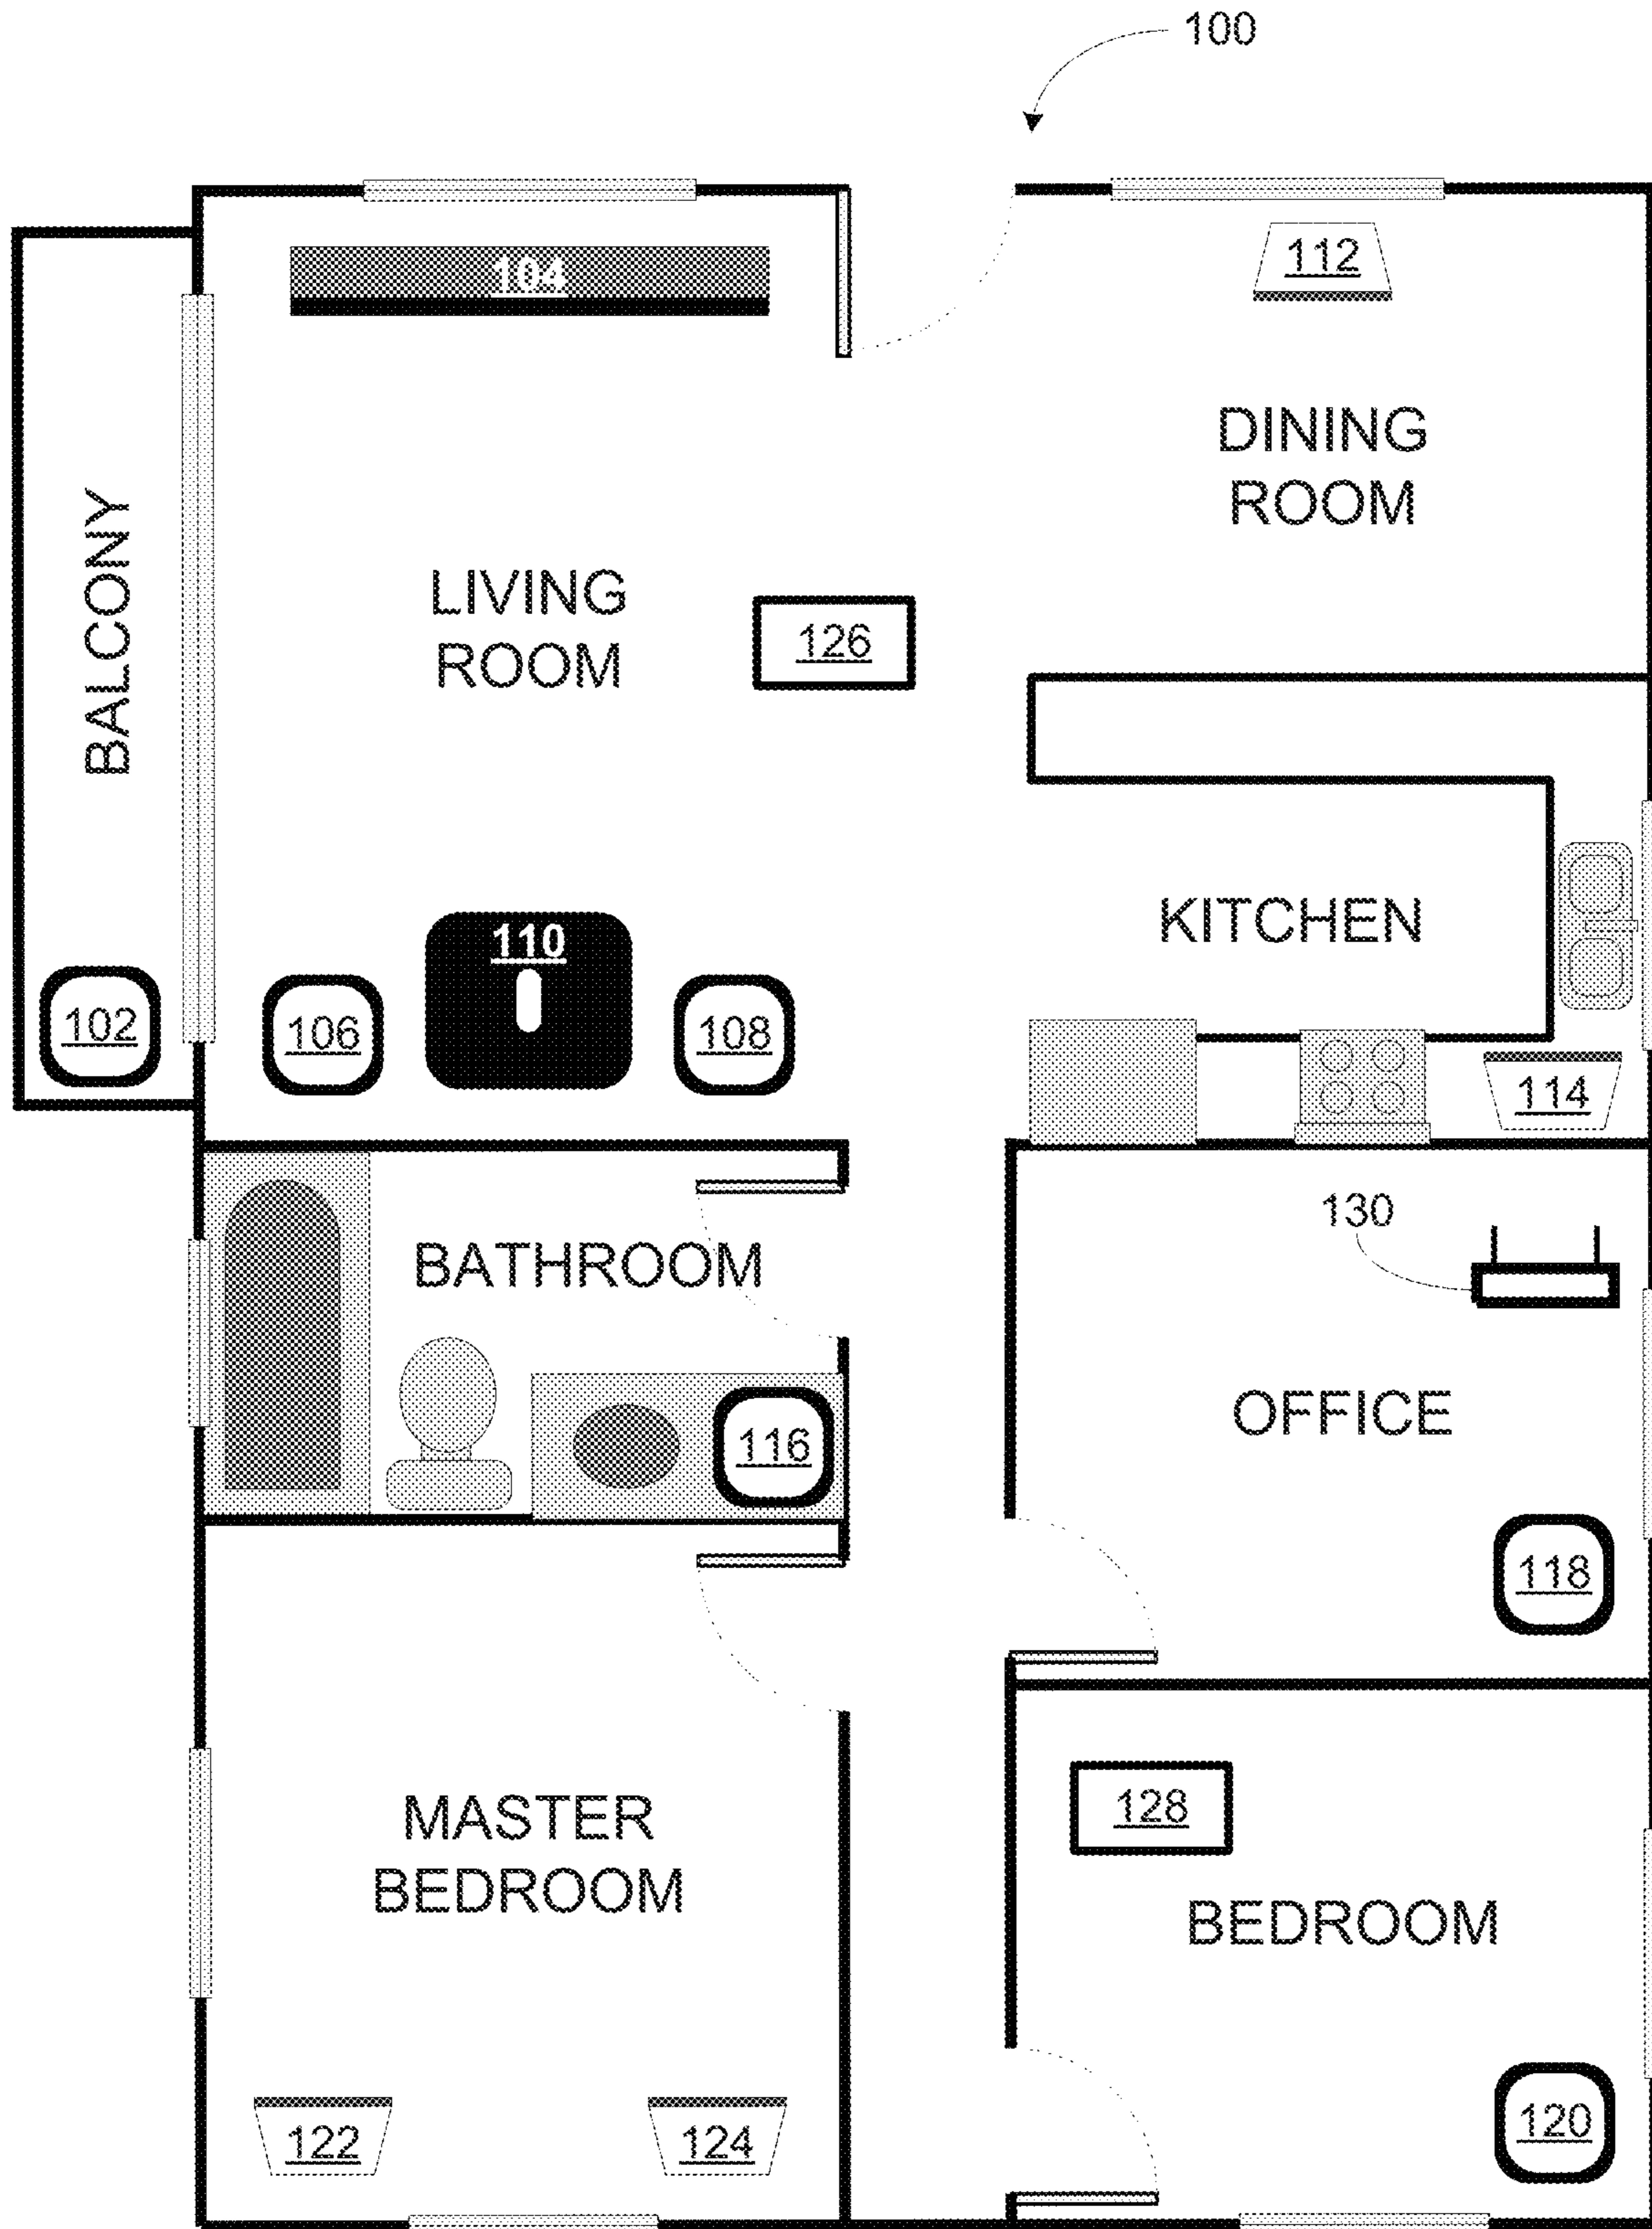 100
104
112
DINING
ROOM
BALCONY
LIVING
ROOM
126
KITCHEN
110
102
106
108
114
130
BATHROOM
OFFICE
116
118
MASTER
BEDROOM
128
BEDROOM
122
124
120